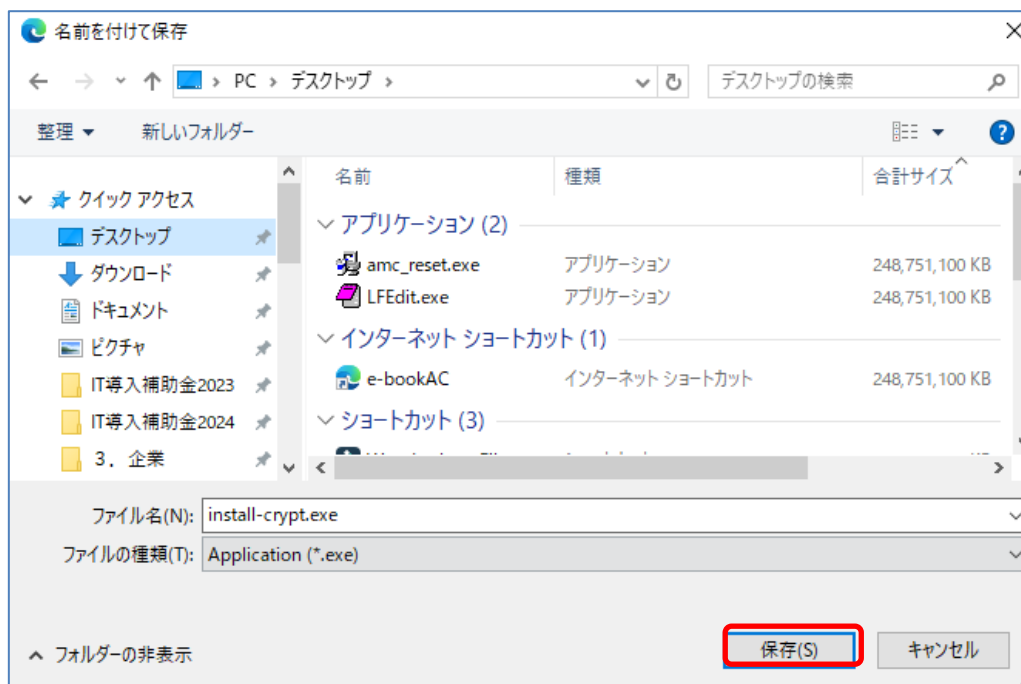 名前を付けて保存
PC › デスクトップ ›
デスクトップの検索
整理 新しいフォルダー
名前 種類 合計サイズ
クイック アクセス
デスクトップ
ダウンロード
ドキュメント
ピクチャ
IT導入補助金2023
IT導入補助金2024
3．企業
アプリケーション (2)
amc_reset.exe アプリケーション 248,751,100 KB
LFEdit.exe アプリケーション 248,751,100 KB
インターネット ショートカット (1)
e-bookAC インターネット ショートカット 248,751,100 KB
ショートカット (3)
ファイル名(N): install-crypt.exe
ファイルの種類(T): Application (*.exe)
フォルダーの非表示
保存(S) キャンセル